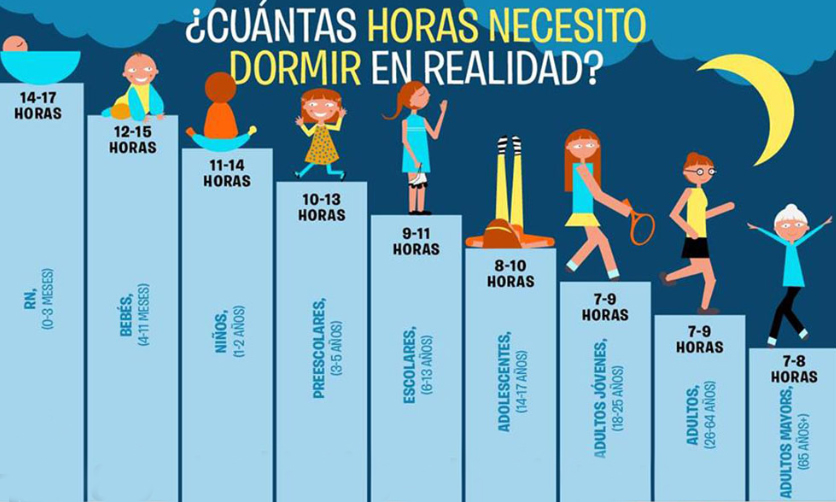 ¿CUÁNTAS HORAS NECESITO
DORMIR EN REALIDAD?
14-17
HORAS
RN,
(0-3 MESES)
12-15
HORAS
BEBÉS,
(4-11 MESES)
11-14
HORAS
NIÑOS,
(1-2 AÑOS)
10-13
HORAS
PREESCOLARES,
(3-5 AÑOS)
9-11
HORAS
ESCOLARES,
(6-13 AÑOS)
8-10
HORAS
ADOLESCENTES,
(14-17 AÑOS)
7-9
HORAS
ADULTOS JÓVENES,
(18-25 AÑOS)
7-9
HORAS
ADULTOS,
(26-64 AÑOS)
7-8
HORAS
ADULTOS MAYORS,
(65 AÑOS+)